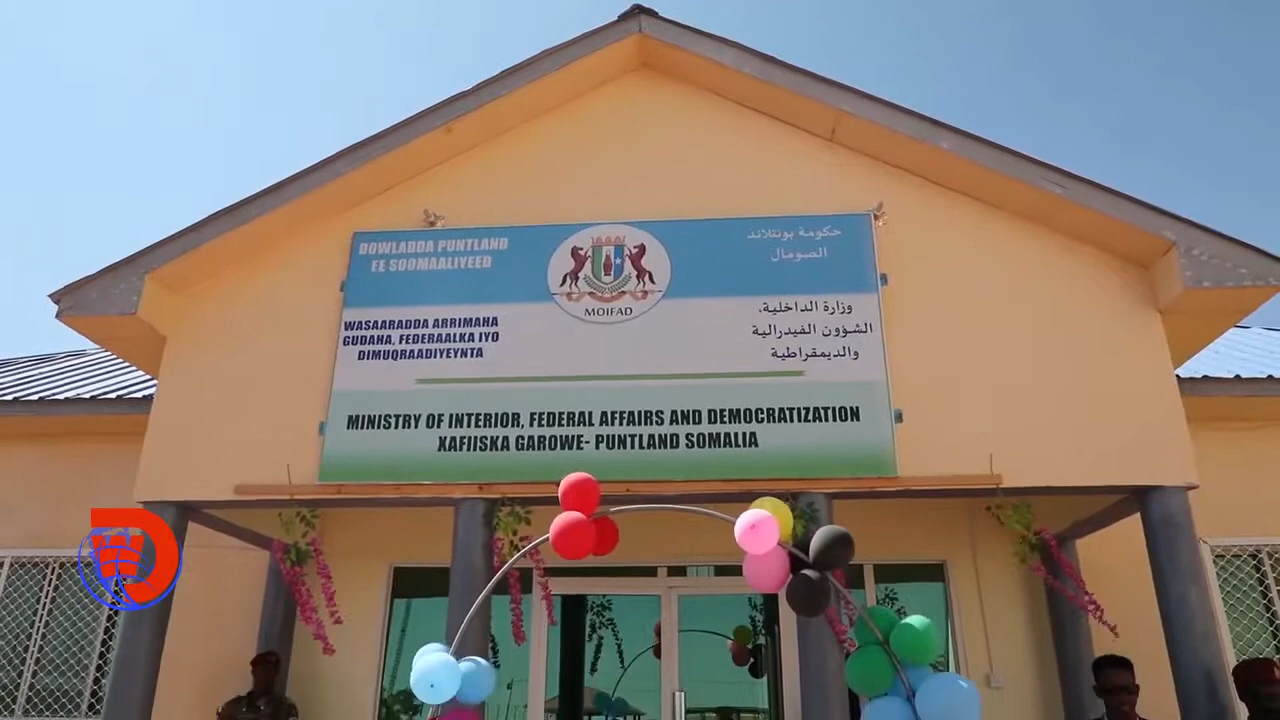 DOWLADDA PUNTLAND
EE SOOMAALIYEED
حكومة بونتلاند
الصومال
MOIFAD
WASAARADDA ARRIMAHA
GUDAHA, FEDERAALKA IYO
DIMUQRAADIYEYNTA
وزارة الداخلية،
الشؤون الفيدرالية
والديمقراطية
MINISTRY OF INTERIOR, FEDERAL AFFAIRS AND DEMOCRATIZATION
XAFIISKA GAROWE- PUNTLAND SOMALIA